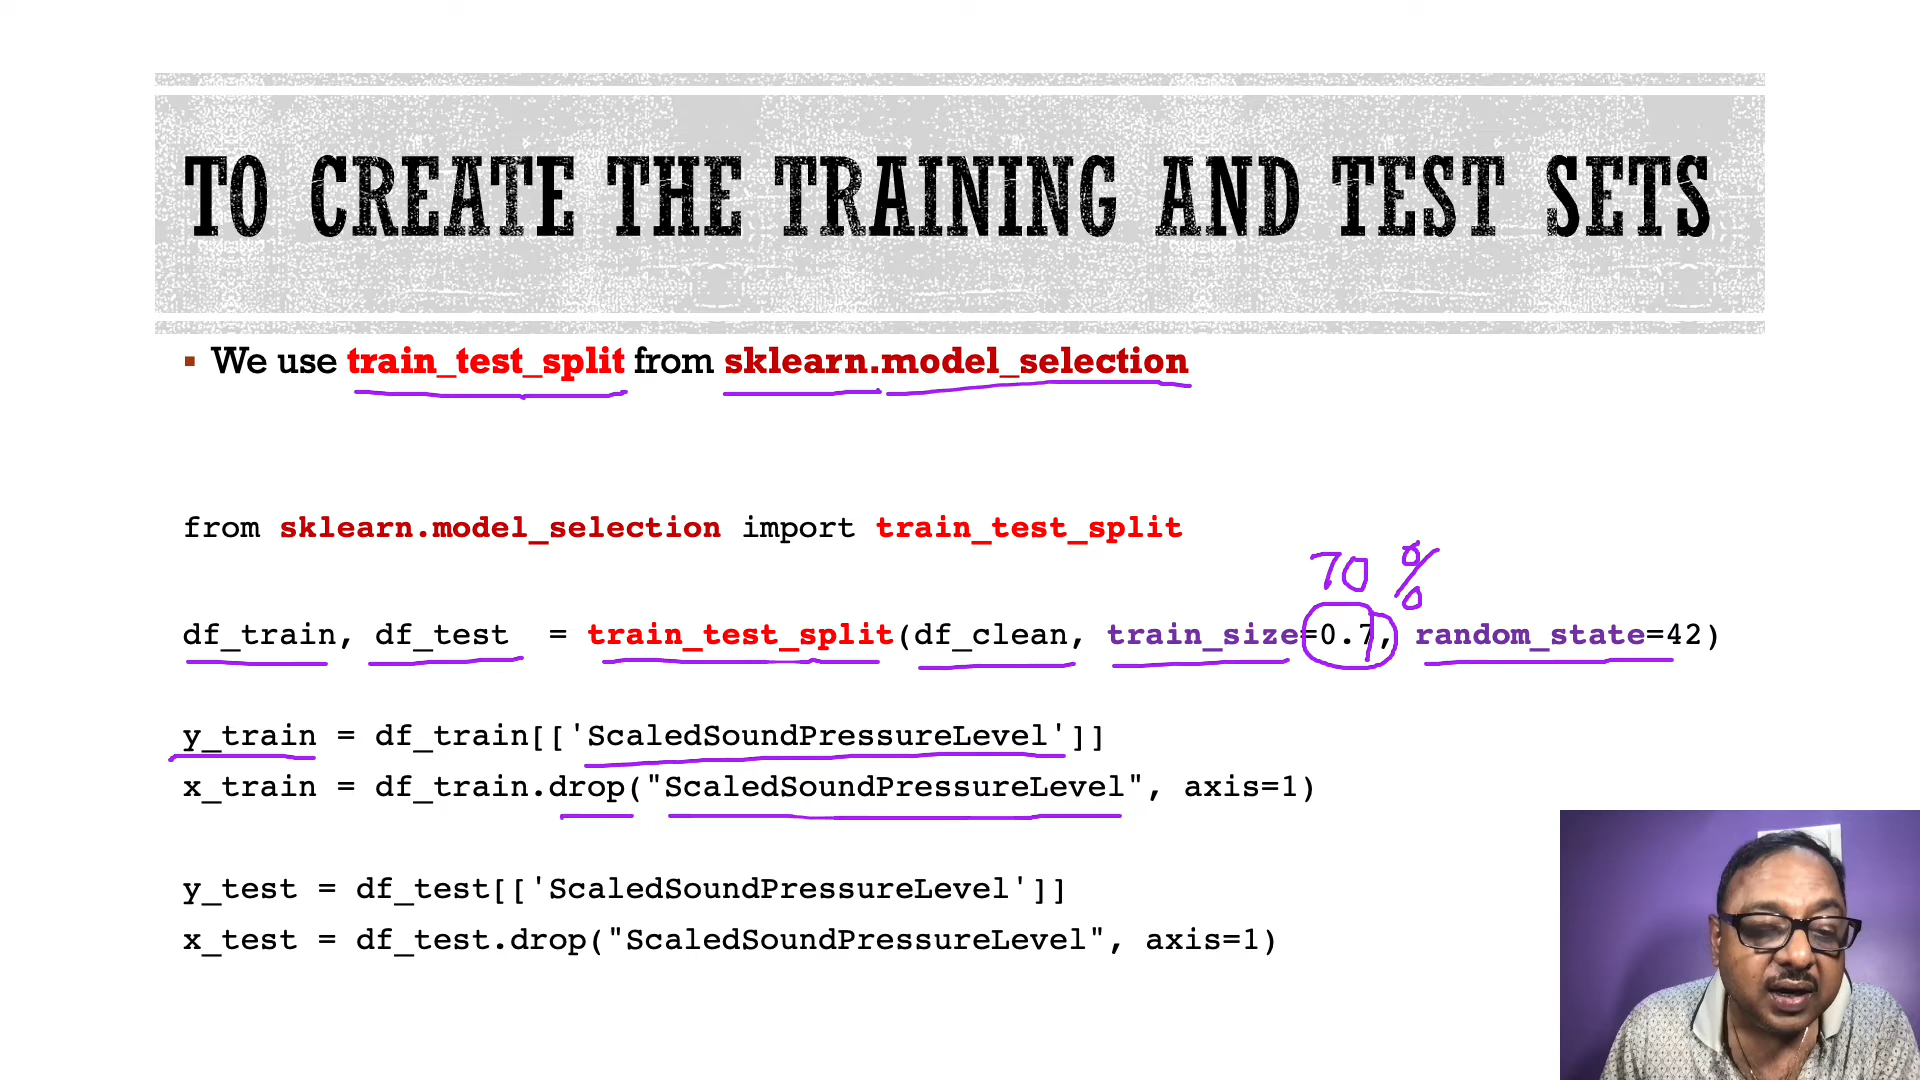 TO CREATE THE TRAINING AND TEST SETS
▪ We use train_test_split from sklearn.model_selection
from sklearn.model_selection import train_test_split
70 %
df_train, df_test = train_test_split(df_clean, train_size=0.7, random_state=42)
y_train = df_train[['ScaledSoundPressureLevel']]
x_train = df_train.drop("ScaledSoundPressureLevel", axis=1)
y_test = df_test[['ScaledSoundPressureLevel']]
x_test = df_test.drop("ScaledSoundPressureLevel", axis=1)